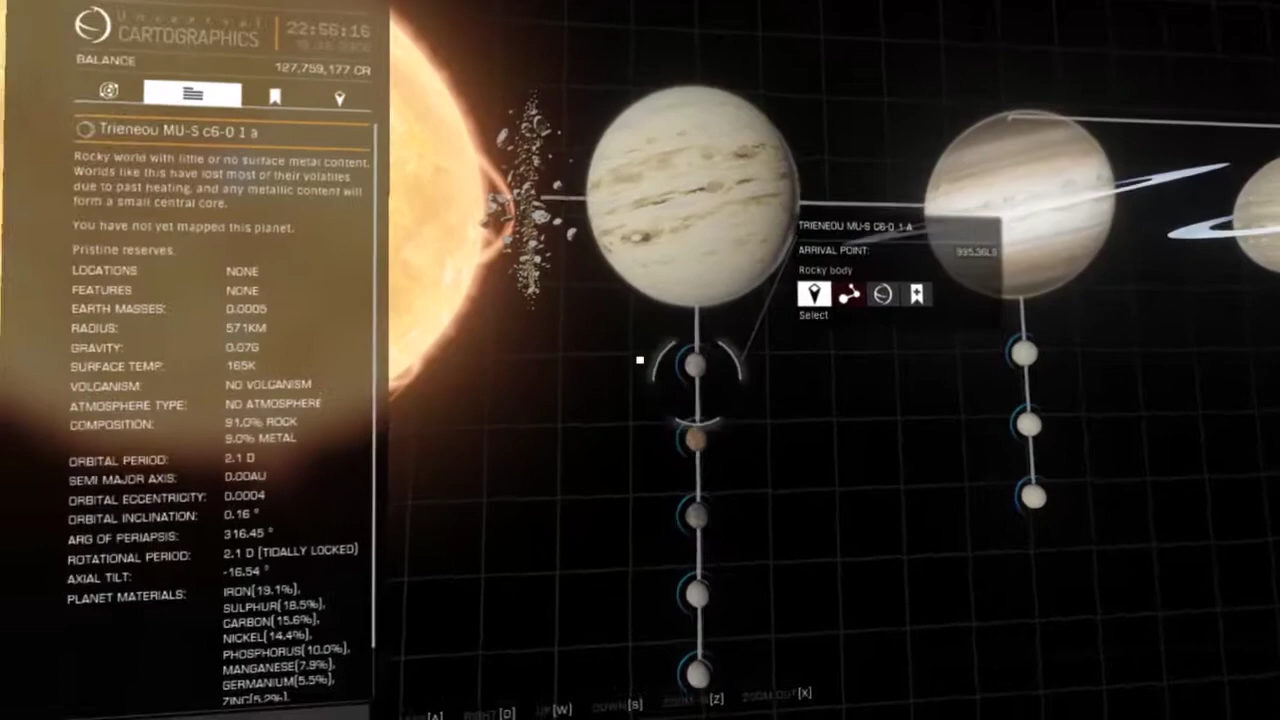 Universal
CARTOGRAPHICS
22:56:16
BALANCE
127,759,177 CR
Trieneou MU-S c6-0 1 a
Rocky world with little or no surface metal content.
Worlds like this have lost most of their volatiles
due to past heating, and any metallic content will
form a small central core.
You have not yet mapped this planet.
Pristine reserves.
LOCATIONS NONE
FEATURES NONE
EARTH MASSES: 0.0005
RADIUS: 571KM
GRAVITY: 0.07G
SURFACE TEMP: 165K
VOLCANISM: NO VOLCANISM
ATMOSPHERE TYPE: NO ATMOSPHERE
COMPOSITION: 91.0% ROCK
9.0% METAL
ORBITAL PERIOD: 2.1 D
SEMI MAJOR AXIS: 0.00AU
ORBITAL ECCENTRICITY: 0.0004
ORBITAL INCLINATION: 0.16 °
ARG OF PERIAPSIS: 316.45 °
ROTATIONAL PERIOD: 2.1 D (TIDALLY LOCKED)
AXIAL TILT: -16.54 °
PLANET MATERIALS: IRON(19.1%),
SULPHUR(18.5%),
CARBON(15.6%),
NICKEL(14.4%),
PHOSPHORUS(10.0%),
MANGANESE(7.9%),
GERMANIUM(5.5%),
ZINC(5.2%),
TRIENEOU MU-S C6-0 1 A
ARRIVAL POINT: 995.36LS
Rocky body
Select
[A] RIGHT[D] UP[W] DOWN[S] [Z] ZOOM OUT[X]